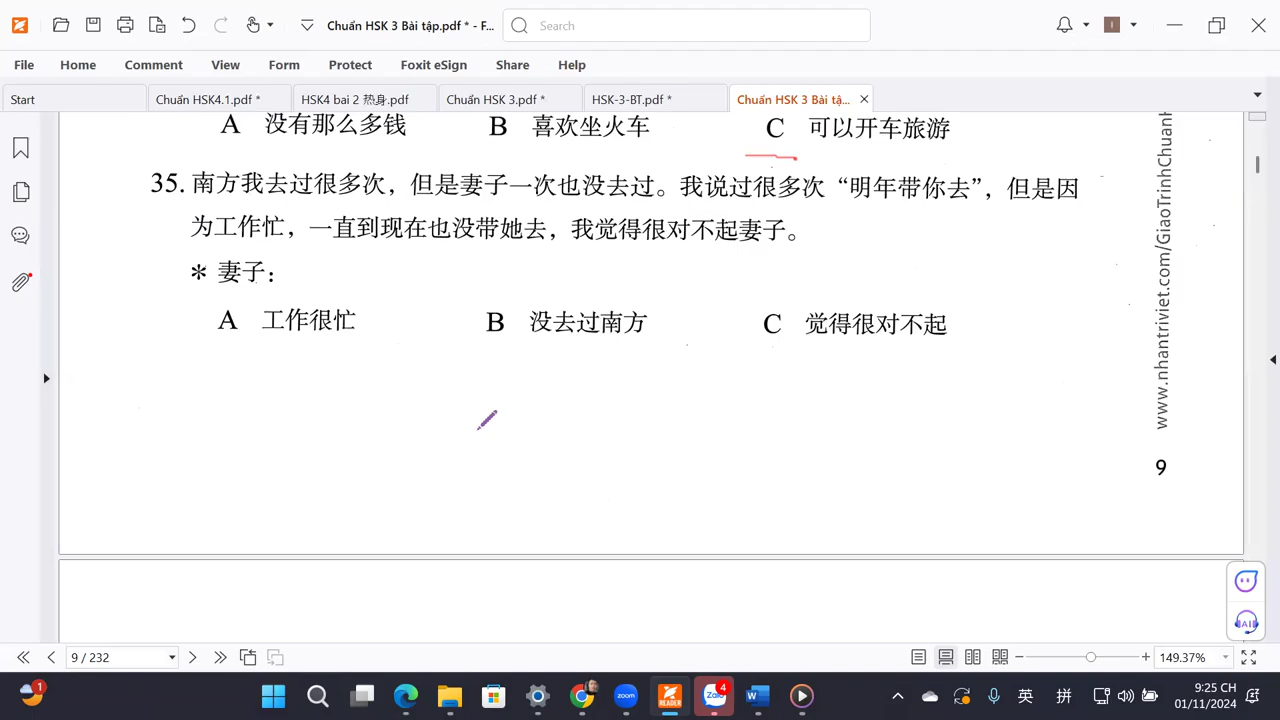 Chuẩn HSK 3 Bài tập.pdf * - F...
Search
I
File Home Comment View Form Protect Foxit eSign Share Help
Start Chuẩn HSK4.1.pdf * HSK4 bai 2 热身.pdf Chuẩn HSK 3.pdf * HSK-3-BT.pdf * Chuẩn HSK 3 Bài tậ...
A 没有那么多钱 B 喜欢坐火车 C 可以开车旅游
35. 南方我去过很多次，但是妻子一次也没去过。我说过很多次“明年带你去”，但是因
为工作忙，一直到现在也没带她去，我觉得很对不起妻子。
＊ 妻子：
A 工作很忙 B 没去过南方 C 觉得很对不起
www.nhantriviet.com/GiaoTrinhChuanH
9
AI
9 / 232
149.37%
1
zoom
READER
Zalo
4
W
英 拼
9:25 CH
01/11/2024